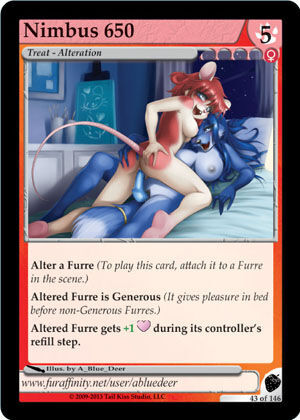 Nimbus 650
5
Treat - Alteration
Alter a Furre (To play this card, attach it to a Furre
in the scene.)
Altered Furre is Generous (It gives pleasure in bed
before non-Generous Furres.)
Altered Furre gets +1 during its controller's
refill step.
Illus. by A_Blue_Deer
www.furaffinity.net/user/abluedeer
43 of 146
© 2009-2013 Tail Kiss Studio, LLC.